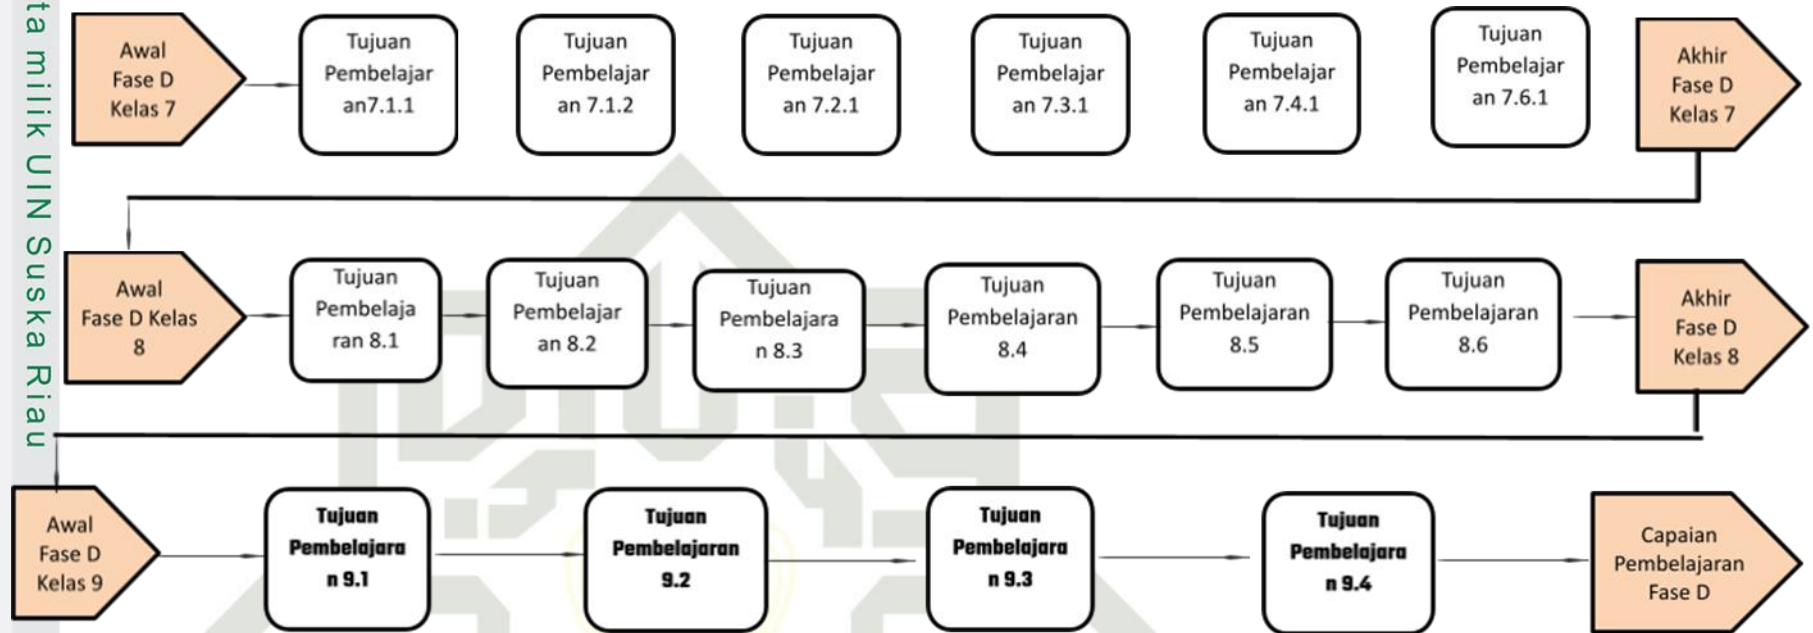 ta milik UIN Suska Riau
Awal
Fase D
Kelas 7
Tujuan
Pembelajar
an7.1.1
Tujuan
Pembelajar
an 7.1.2
Tujuan
Pembelajar
an 7.2.1
Tujuan
Pembelajar
an 7.3.1
Tujuan
Pembelajar
an 7.4.1
Tujuan
Pembelajar
an 7.6.1
Akhir
Fase D
Kelas 7
Awal
Fase D Kelas
8
Tujuan
Pembelaja
ran 8.1
Tujuan
Pembelajar
an 8.2
Tujuan
Pembelajara
n 8.3
Tujuan
Pembelajaran
8.4
Tujuan
Pembelajaran
8.5
Tujuan
Pembelajaran
8.6
Akhir
Fase D
Kelas 8
Awal
Fase D
Kelas 9
Tujuan
Pembelajara
n 9.1
Tujuan
Pembelajaran
9.2
Tujuan
Pembelajara
n 9.3
Tujuan
Pembelajara
n 9.4
Capaian
Pembelajaran
Fase D